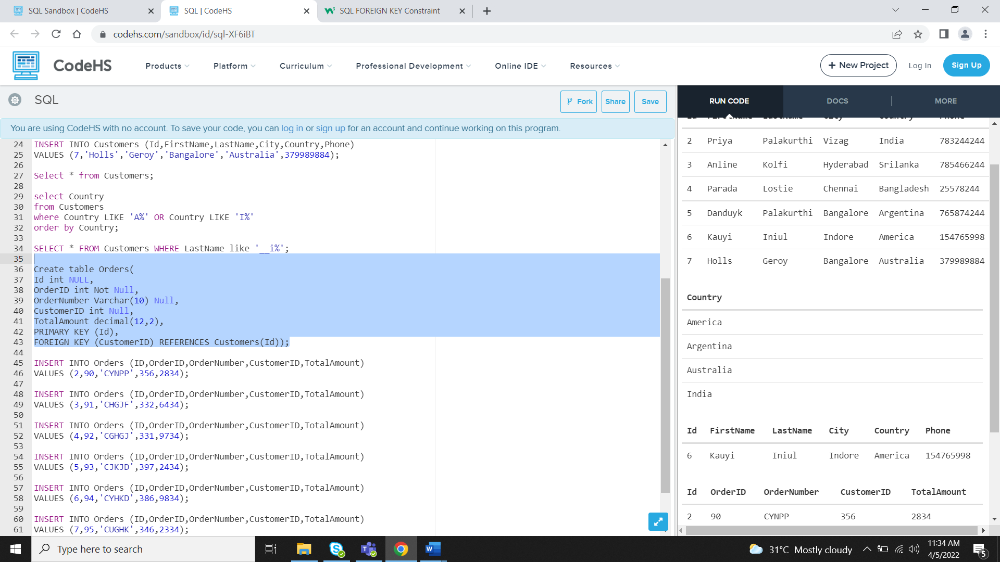 SQL Sandbox | CodeHS
SQL | CodeHS
SQL FOREIGN KEY Constraint
codehs.com/sandbox/id/sql-XF6iBT
CodeHS
Products
Platform
Curriculum
Professional Development
Online IDE
Resources
+ New Project
Log In
Sign Up
SQL
Fork
Share
Save
RUN CODE
DOCS
MORE
You are using CodeHS with no account. To save your code, you can log in or sign up for an account and continue working on this program.
24 INSERT INTO Customers (Id,FirstName,LastName,City,Country,Phone)
25 VALUES (7,'Holls','Geroy','Bangalore','Australia',379989884);
26
27 Select * from Customers;
28
29 select Country
30 from Customers
31 where Country LIKE 'A%' OR Country LIKE 'I%'
32 order by Country;
33
34 SELECT * FROM Customers WHERE LastName like '__i%';
35
36 Create table Orders(
37 Id int NULL,
38 OrderID int Not Null,
39 OrderNumber Varchar(10) Null,
40 CustomerID int Null,
41 TotalAmount decimal(12,2),
42 PRIMARY KEY (Id),
43 FOREIGN KEY (CustomerID) REFERENCES Customers(Id));
44
45 INSERT INTO Orders (ID,OrderID,OrderNumber,CustomerID,TotalAmount)
46 VALUES (2,90,'CYNPP',356,2834);
47
48 INSERT INTO Orders (ID,OrderID,OrderNumber,CustomerID,TotalAmount)
49 VALUES (3,91,'CHGJF',332,6434);
50
51 INSERT INTO Orders (ID,OrderID,OrderNumber,CustomerID,TotalAmount)
52 VALUES (4,92,'CGHGJ',331,9734);
53
54 INSERT INTO Orders (ID,OrderID,OrderNumber,CustomerID,TotalAmount)
55 VALUES (5,93,'CJKJD',397,2434);
56
57 INSERT INTO Orders (ID,OrderID,OrderNumber,CustomerID,TotalAmount)
58 VALUES (6,94,'CYHKD',386,9834);
59
60 INSERT INTO Orders (ID,OrderID,OrderNumber,CustomerID,TotalAmount)
61 VALUES (7,95,'CUGHK',346,2334);
Id FirstName LastName City Country Phone
2 Priya Palakurthi Vizag India 783244244
3 Anline Kolfi Hyderabad Srilanka 785466244
4 Parada Lostie Chennai Bangladesh 25578244
5 Danduyk Palakurthi Bangalore Argentina 765874244
6 Kauyi Iniul Indore America 154765998
7 Holls Geroy Bangalore Australia 379989884
Country
America
Argentina
Australia
India
Id FirstName LastName City Country Phone
6 Kauyi Iniul Indore America 154765998
Id OrderID OrderNumber CustomerID TotalAmount
2 90 CYNPP 356 2834
Type here to search
31°C Mostly cloudy
11:34 AM
4/5/2022
5